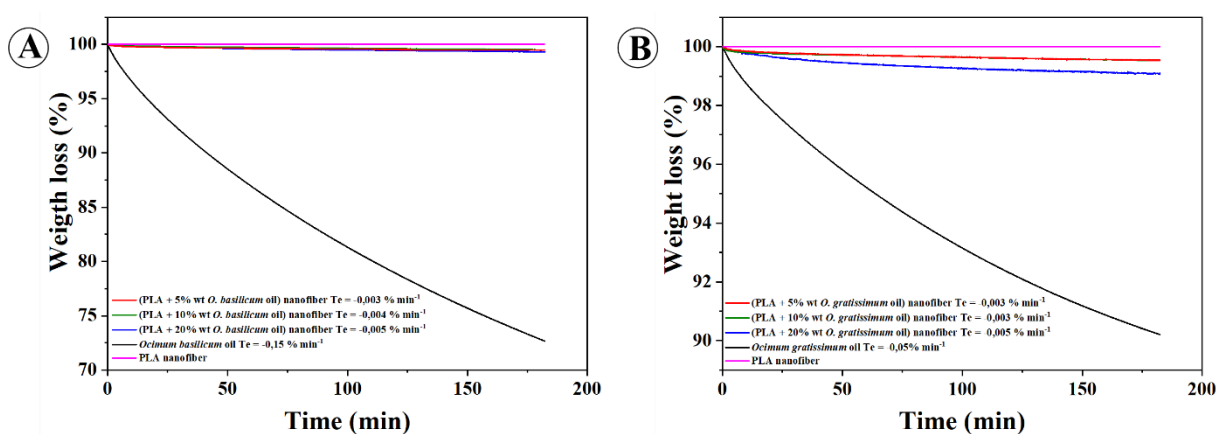 A
Weigth loss (%)
100
95
90
85
80
75
70
(PLA + 5% wt O. basilicum oil) nanofiber Te = -0,003 % min⁻¹
(PLA + 10% wt O. basilicum oil) nanofiber Te = -0,004 % min⁻¹
(PLA + 20% wt O. basilicum oil) nanofiber Te = -0,005 % min⁻¹
Ocimum basilicum oil Te = -0,15 % min⁻¹
PLA nanofiber
0 50 100 150 200
Time (min)
B
Weight loss (%)
100
98
96
94
92
90
(PLA + 5% wt O. gratissimum oil) nanofiber Te = -0,003 % min⁻¹
(PLA + 10% wt O. gratissimum oil) nanofiber Te = -0,003 % min⁻¹
(PLA + 20% wt O. gratissimum oil) nanofiber Te = -0,005 % min⁻¹
Ocimum gratissimum oil Te = -0,05% min⁻¹
PLA nanofiber
0 50 100 150 200
Time (min)